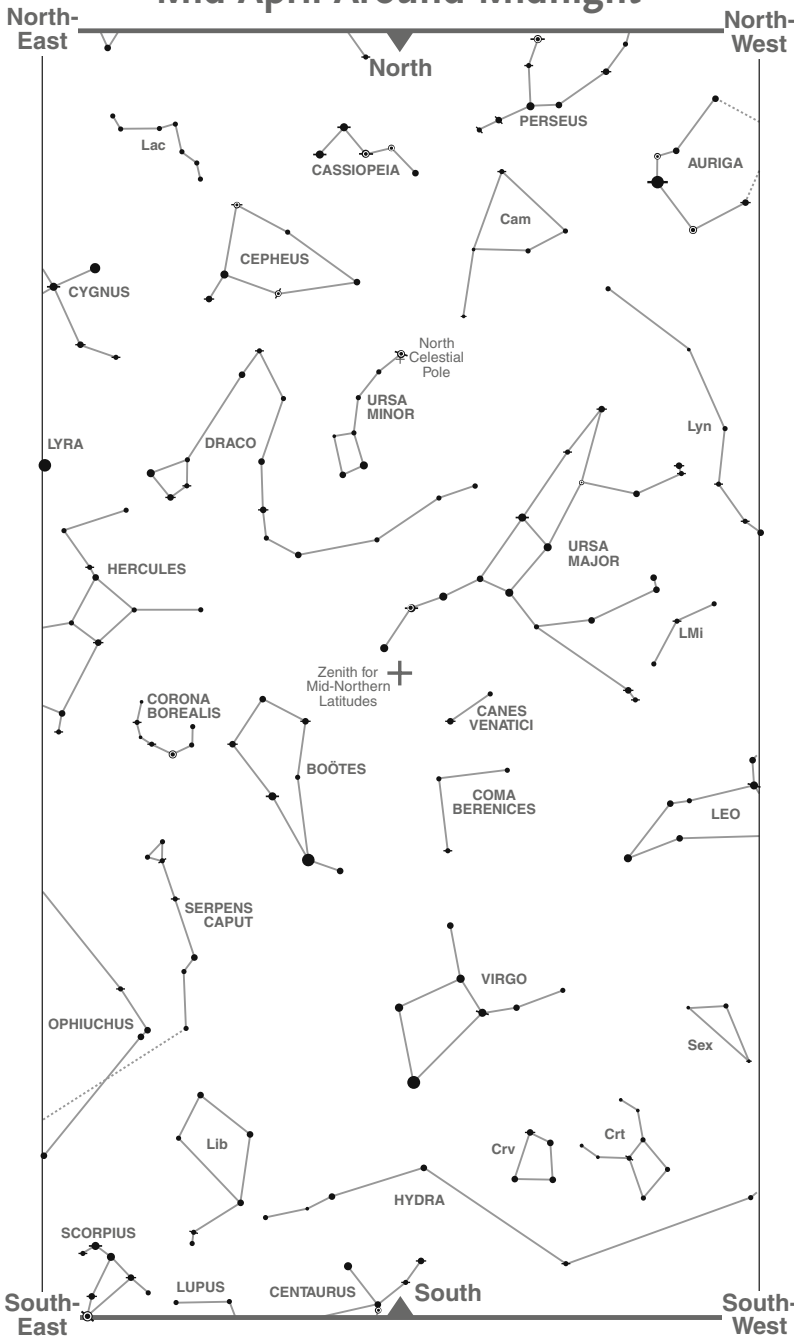 Mid-April Around Midnight
North-
East
North-
West
North
PERSEUS
Lac
CASSIOPEIA
AURIGA
Cam
CEPHEUS
CYGNUS
North
Celestial
Pole
URSA
MINOR
LYRA
DRACO
Lyn
HERCULES
URSA
MAJOR
LMi
Zenith for
Mid-Northern
Latitudes
CORONA
BOREALIS
CANES
VENATICI
BOÖTES
COMA
BERENICES
LEO
SERPENS
CAPUT
VIRGO
OPHIUCHUS
Sex
Lib
Crv
Crt
HYDRA
SCORPIUS
LUPUS
CENTAURUS
South
South-
East
South-
West